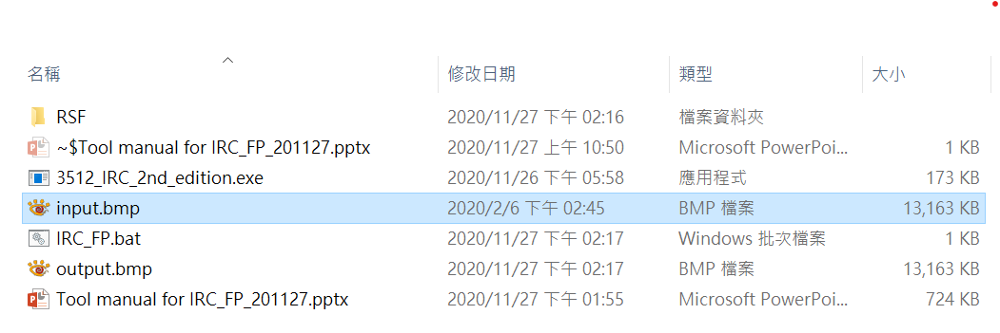 名稱 修改日期 類型 大小
RSF 2020/11/27 下午 02:16 檔案資料夾
~$Tool manual for IRC_FP_201127.pptx 2020/11/27 上午 10:50 Microsoft PowerPoi... 1 KB
3512_IRC_2nd_edition.exe 2020/11/26 下午 05:58 應用程式 173 KB
input.bmp 2020/2/6 下午 02:45 BMP 檔案 13,163 KB
IRC_FP.bat 2020/11/27 下午 02:17 Windows 批次檔案 1 KB
output.bmp 2020/11/27 下午 02:17 BMP 檔案 13,163 KB
Tool manual for IRC_FP_201127.pptx 2020/11/27 下午 01:55 Microsoft PowerPoi... 724 KB